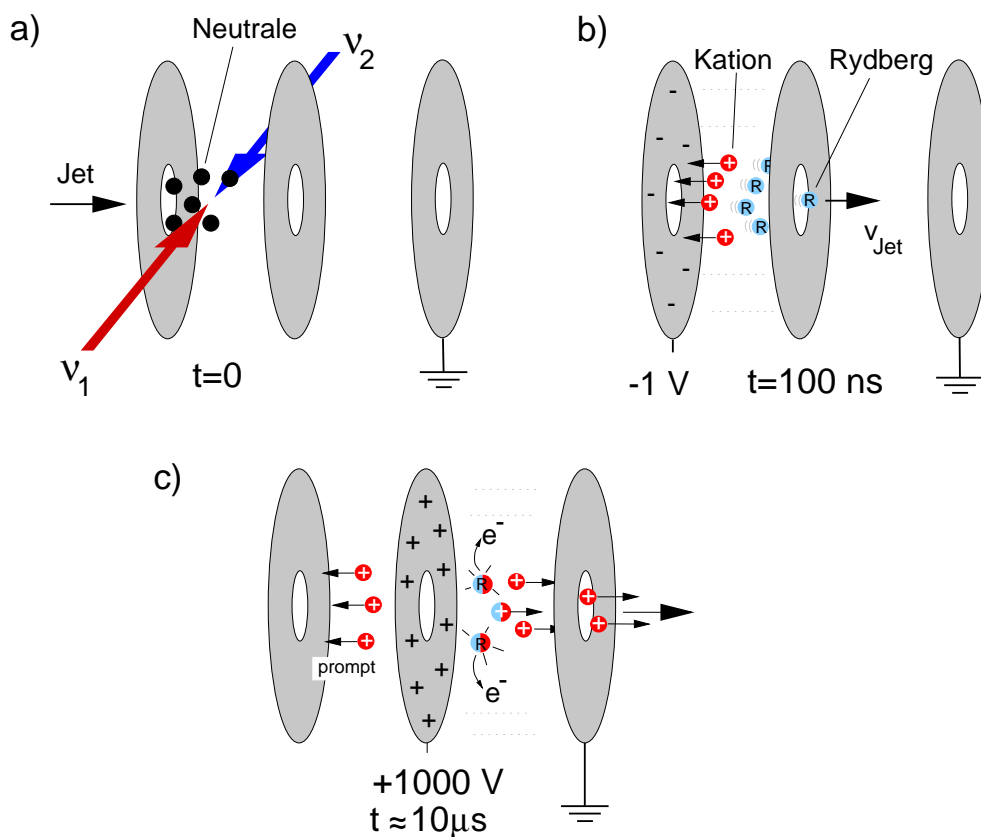 a)
Neutrale
ν2
Jet
ν1
t=0
b)
Kation
Rydberg
- - - - - - - -
+ + + +
R R R R R
vJet
-1 V
t=100 ns
c)
+ + + + + + + + + + +
e-
R
+ + + + + + + +
R
prompt
e-
+1000 V
t ≈ 10µs